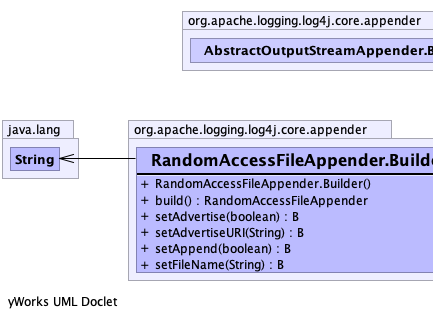 org.apache.logging.log4j.core.appender
AbstractOutputStreamAppender.B
java.lang
String
org.apache.logging.log4j.core.appender
RandomAccessFileAppender.Builde
+ RandomAccessFileAppender.Builder()
+ build() : RandomAccessFileAppender
+ setAdvertise(boolean) : B
+ setAdvertiseURI(String) : B
+ setAppend(boolean) : B
+ setFileName(String) : B
yWorks UML Doclet